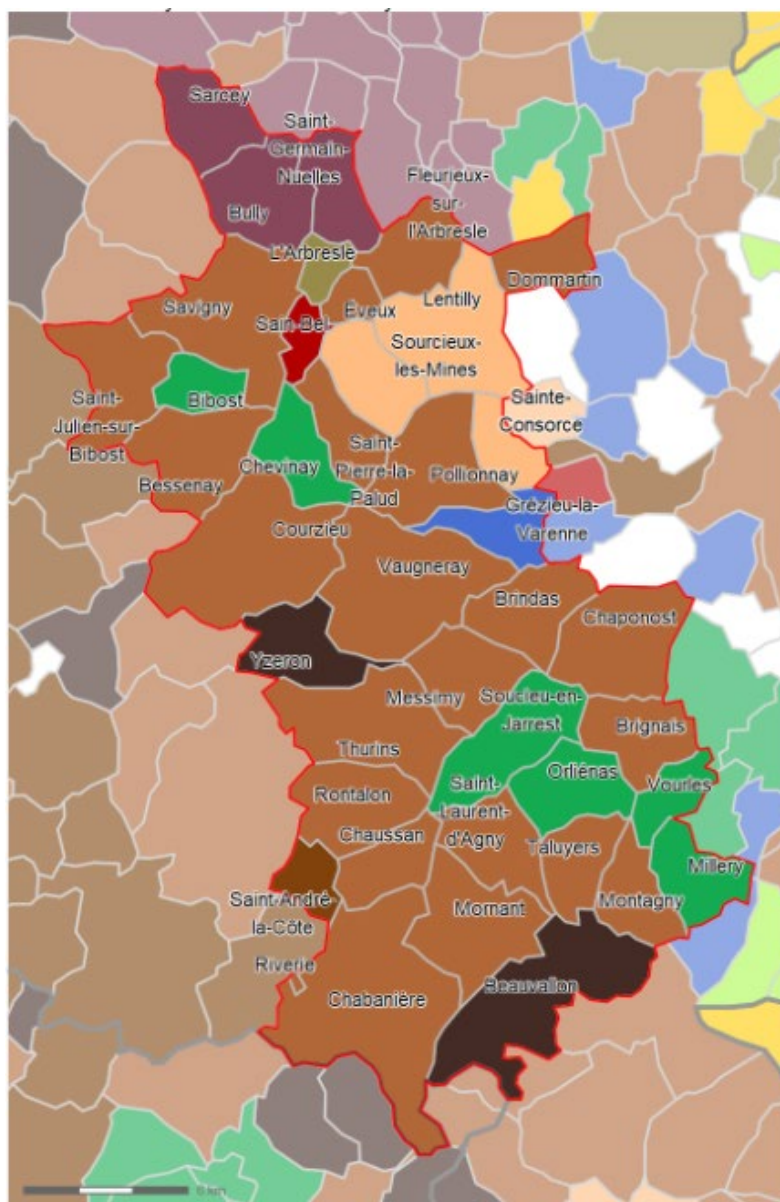 Sarcey
Saint-
Germain-
Nuelles
Bully
Fleurieux-
sur-
l'Arbresle
L'Arbresle
Dommartin
Savigny
Éveux
Lentilly
Sain-Bel
Sourcieux-
les-Mines
Bibost
Sainte-
Consorce
Saint-
Julien-sur-
Bibost
Chevinay
Saint-
Pierre-la-
Palud
Pollionnay
Bessenay
Grézieu-la-
Varenne
Courzieu
Vaugneray
Brindas
Chaponost
Yzeron
Messimy
Soucieu-en-
Jarrest
Brignais
Thurins
Orliénas
Vourles
Rontalon
Saint-
Laurent-
d'Agny
Chaussan
Taluyers
Millery
Saint-André
la-Côte
Mornant
Montagny
Riverie
Chabanière
Beauvallon
6 km